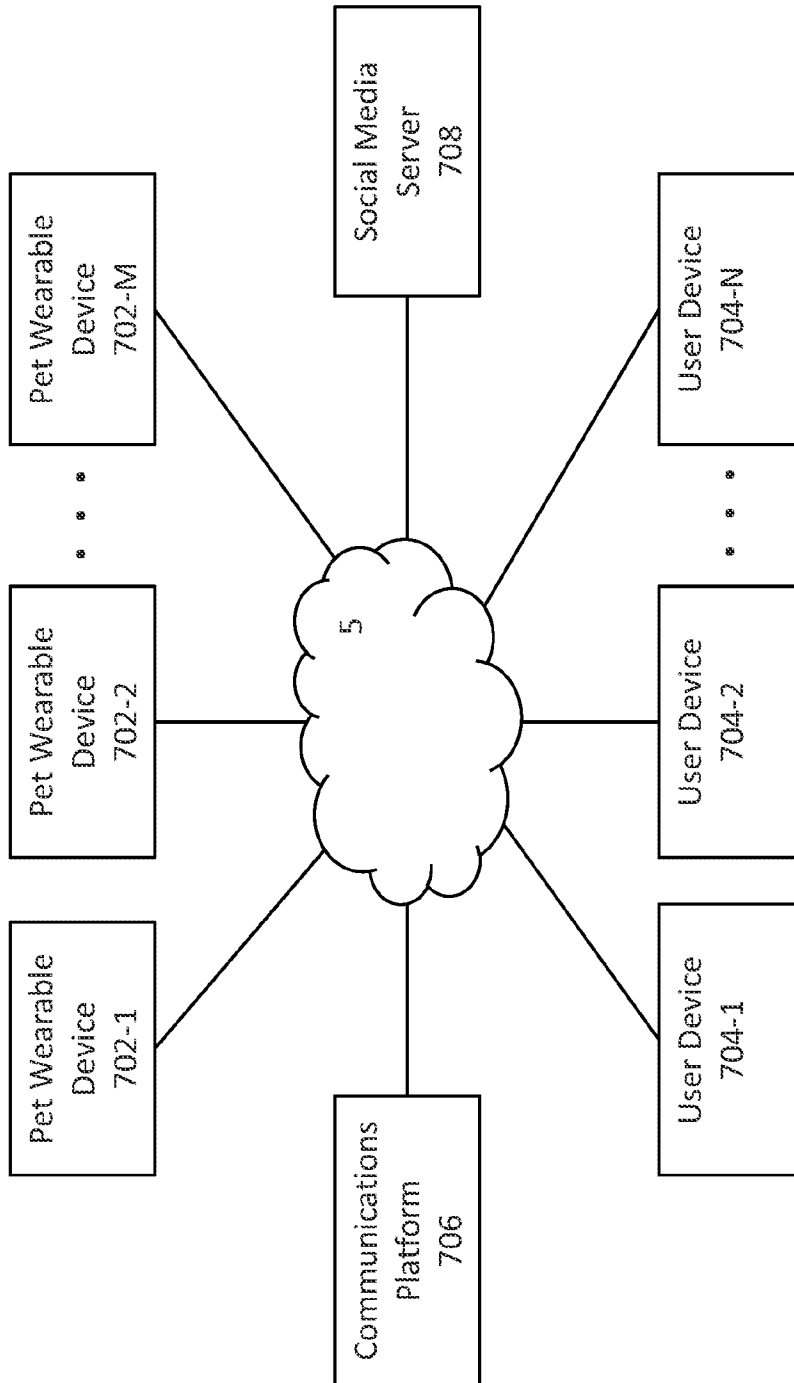 Pet Wearable
Device
702-1
Pet Wearable
Device
702-2
. . .
Pet Wearable
Device
702-M
Communications
Platform
706
5
Social Media
Server
708
User Device
704-1
User Device
704-2
. . .
User Device
704-N